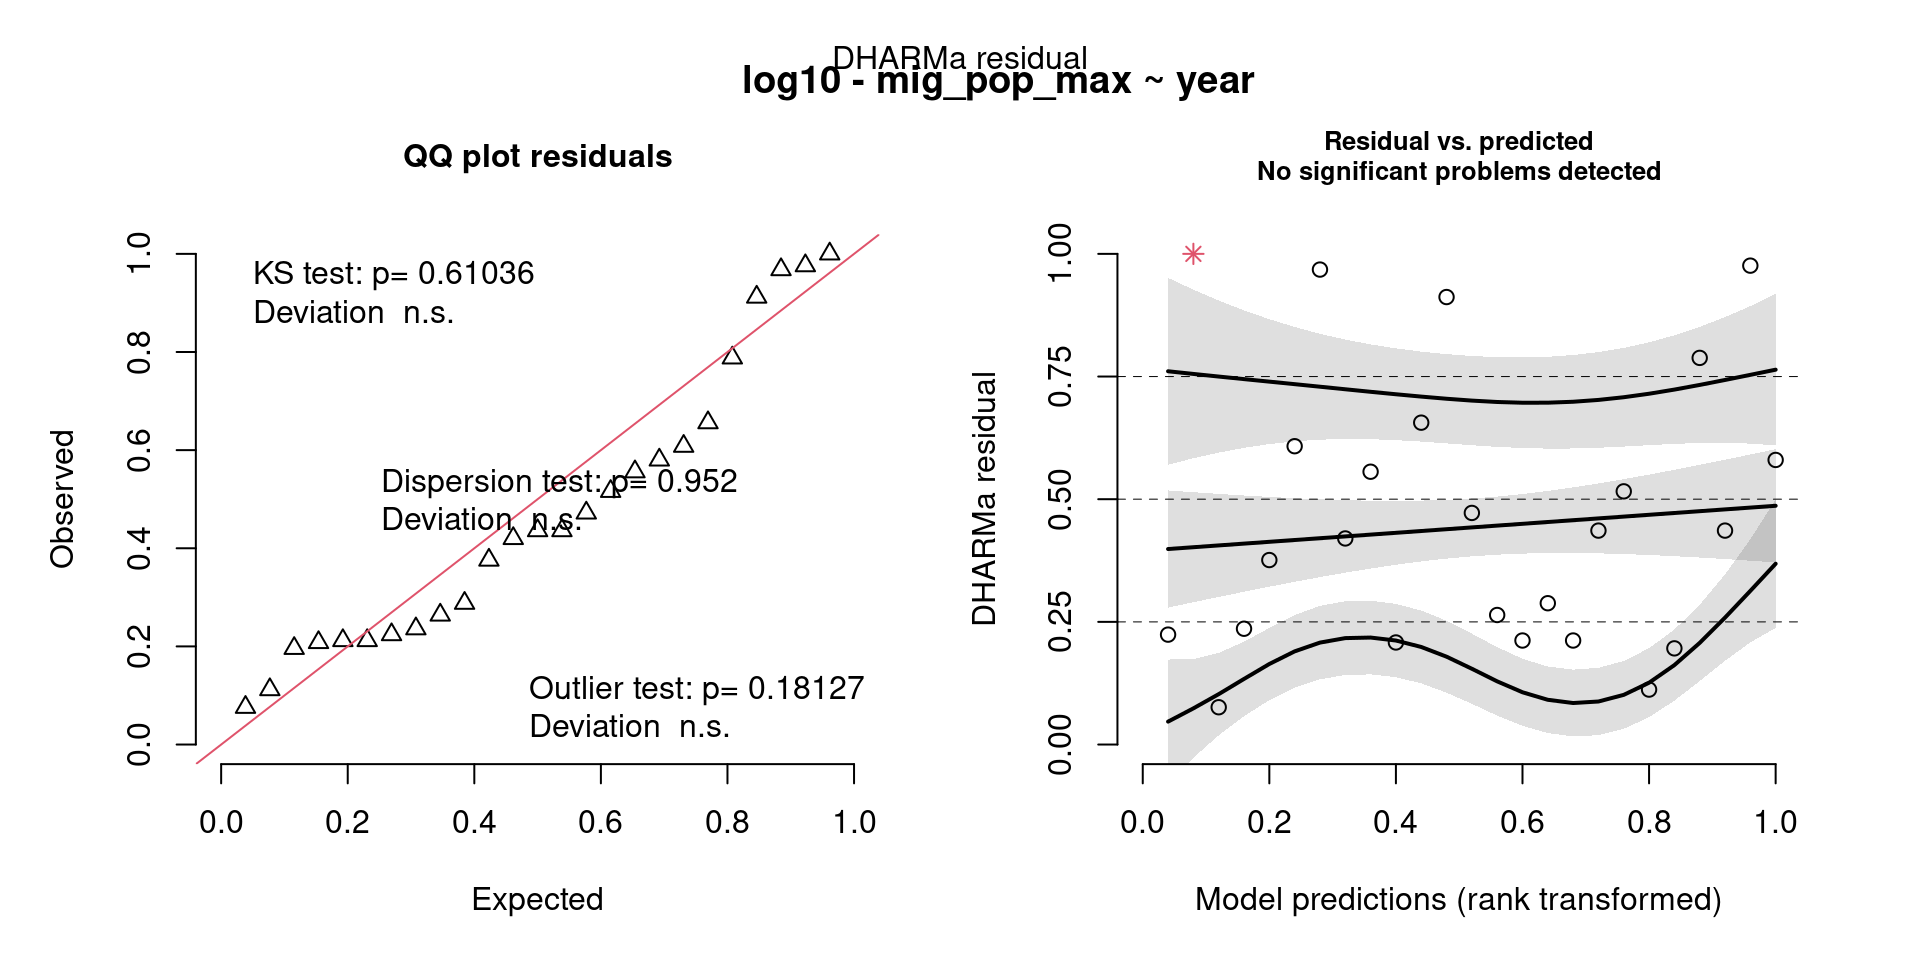 DHARMa residual
log10 - mig_pop_max ~ year
QQ plot residuals
KS test: p= 0.61036
Deviation  n.s.
Dispersion test: p= 0.952
Deviation  n.s.
Outlier test: p= 0.18127
Deviation  n.s.
Observed
0.0 0.2 0.4 0.6 0.8 1.0
0.0 0.2 0.4 0.6 0.8 1.0
Expected
Residual vs. predicted
No significant problems detected
DHARMa residual
0.00 0.25 0.50 0.75 1.00
0.0 0.2 0.4 0.6 0.8 1.0
Model predictions (rank transformed)